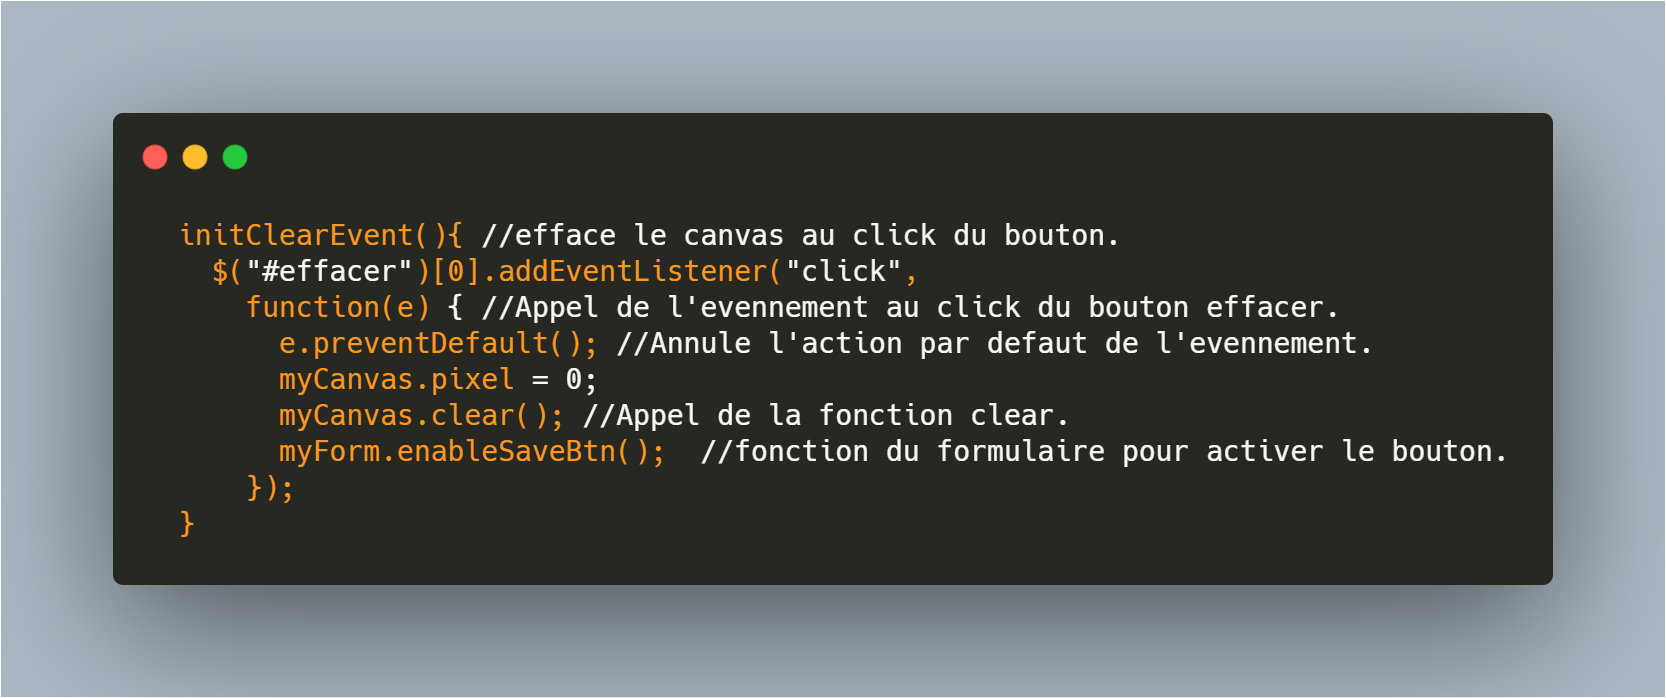 initClearEvent(){ //efface le canvas au click du bouton.
$("#effacer")[0].addEventListener("click",
function(e) { //Appel de l'evennement au click du bouton effacer.
e.preventDefault(); //Annule l'action par defaut de l'evennement.
myCanvas.pixel = 0;
myCanvas.clear(); //Appel de la fonction clear.
myForm.enableSaveBtn();  //fonction du formulaire pour activer le bouton.
});
}